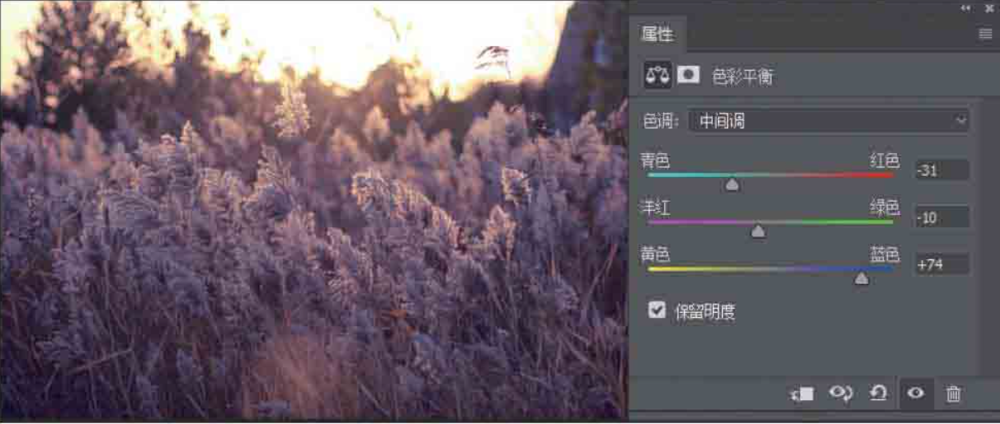 属性
色彩平衡
色调: 中间调
青色 红色 -31
洋红 绿色 -10
黄色 蓝色 +74
保留明度